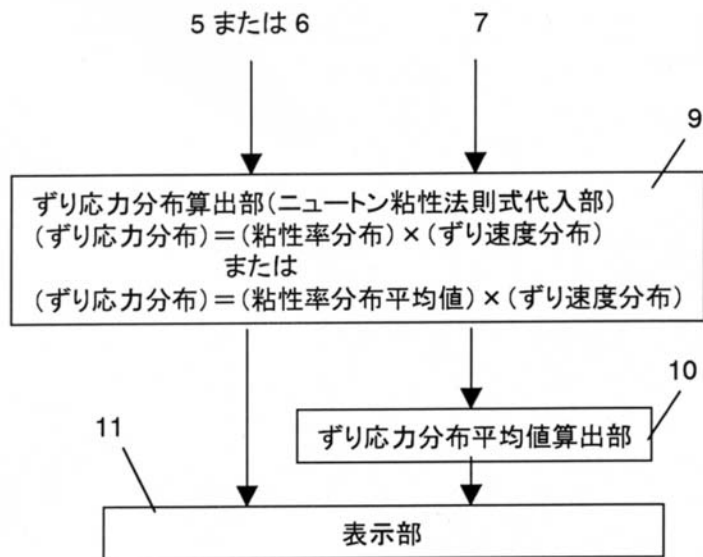 5 または 6
7
9
ずり応力分布算出部(ニュートン粘性法則式代入部)
(ずり応力分布)=(粘性率分布)×(ずり速度分布)
または
(ずり応力分布)=(粘性率分布平均値)×(ずり速度分布)
10
ずり応力分布平均値算出部
11
表示部